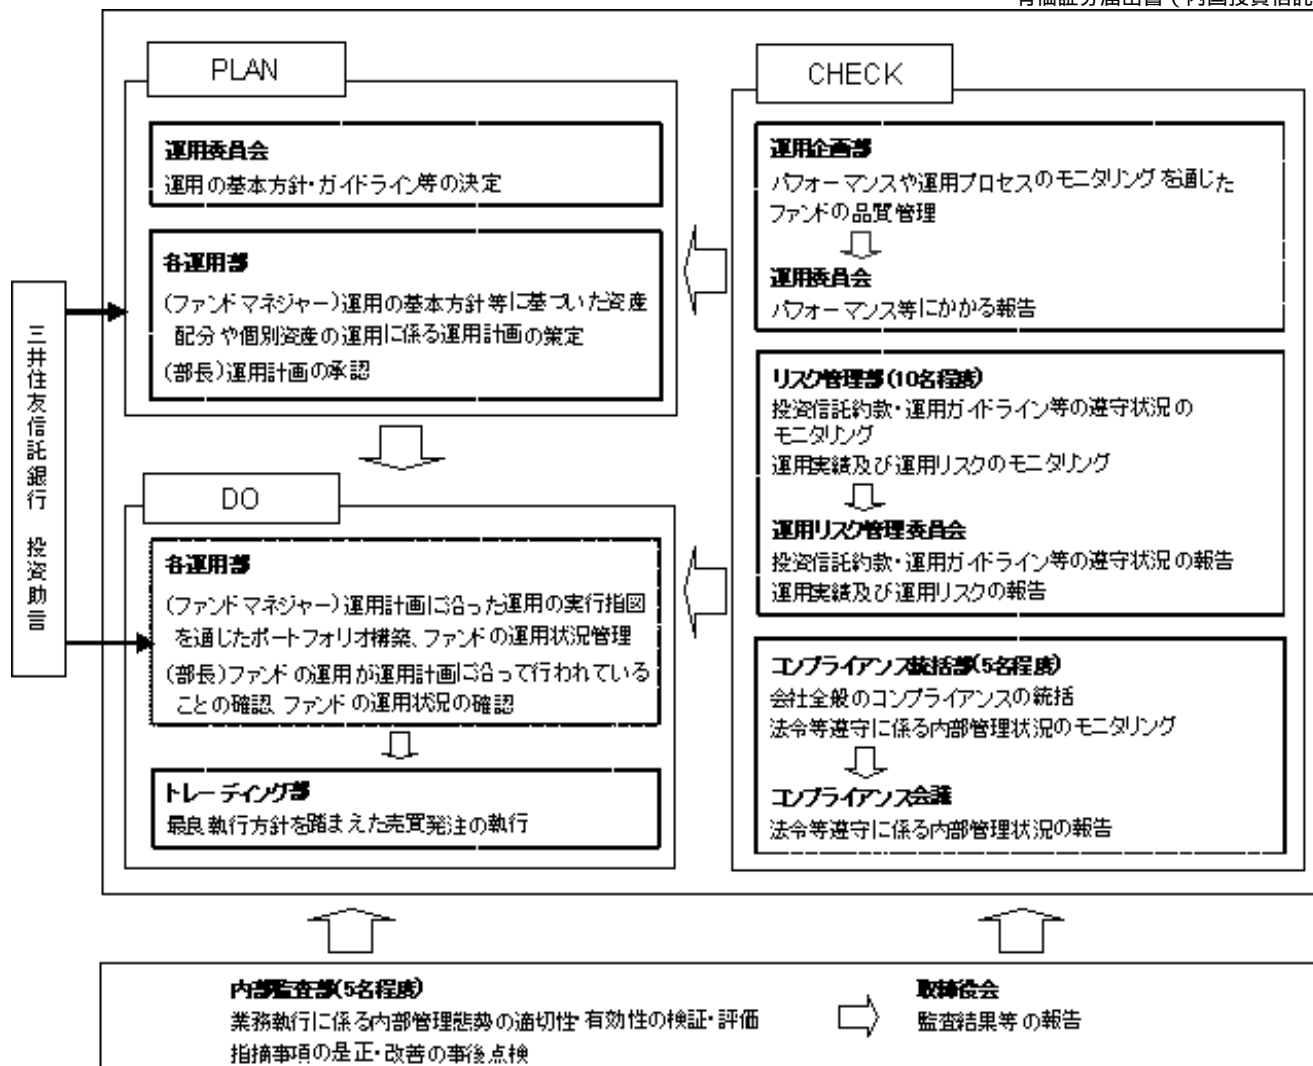 有価証券届出書（内国投資信託
PLAN
運用委員会
運用の基本方針・ガイドライン等の決定
各運用部
(ファンドマネジャー)運用の基本方針等に基づいた資産
配分や個別資産の運用に係る運用計画の策定
(部長)運用計画の承認
三井住友信託銀行 投資助言
DO
各運用部
(ファンドマネジャー)運用計画に沿った運用の実行指図
を通じたポートフォリオ構築、ファンドの運用状況管理
(部長)ファンドの運用が運用計画に沿って行われている
ことの確認、ファンドの運用状況の確認
トレーディング部
最良執行方針を踏まえた売買発注の執行
CHECK
運用企画部
パフォーマンスや運用プロセスのモニタリングを通じた
ファンドの品質管理
運用委員会
パフォーマンス等にかかる報告
リスク管理部(10名程度)
投資信託約款・運用ガイドライン等の遵守状況の
モニタリング
運用実績及び運用リスクのモニタリング
運用リスク管理委員会
投資信託約款・運用ガイドライン等の遵守状況の報告
運用実績及び運用リスクの報告
コンプライアンス統括部(5名程度)
会社全般のコンプライアンスの統括
法令等遵守に係る内部管理状況のモニタリング
コンプライアンス会議
法令等遵守に係る内部管理状況の報告
内部監査部(5名程度)
業務執行に係る内部管理態勢の適切性・有効性の検証・評価
指摘事項の是正・改善の事後点検
取締役会
監査結果等の報告